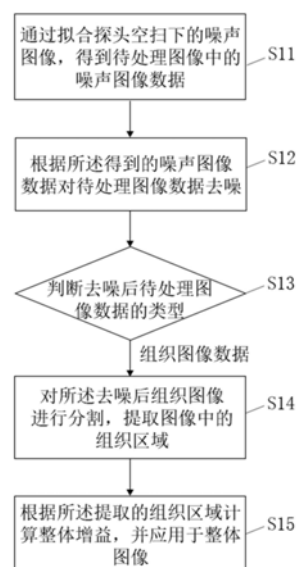 通过拟合探头空扫下的噪声
图像，得到待处理图像中的
噪声图像数据
S11
根据所述得到的噪声图像
数据对待处理图像数据去噪
S12
判断去噪后待处理图
像数据的类型
S13
组织图像数据
对所述去噪后组织图像
进行分割，提取图像中的
组织区域
S14
根据所述提取的组织区域计
算整体增益，并应用于整体
图像
S15